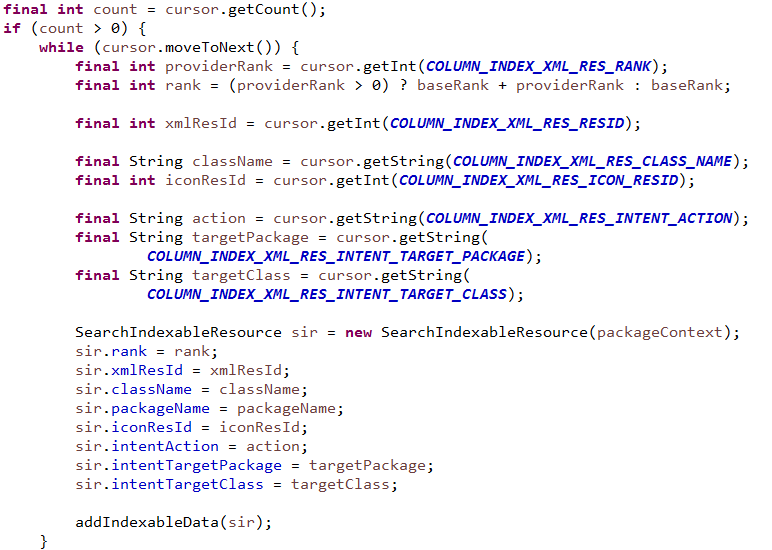 final int count = cursor.getCount();
if (count > 0) {
    while (cursor.moveToNext()) {
        final int providerRank = cursor.getInt(COLUMN_INDEX_XML_RES_RANK);
        final int rank = (providerRank > 0) ? baseRank + providerRank : baseRank;

        final int xmlResId = cursor.getInt(COLUMN_INDEX_XML_RES_RESID);

        final String className = cursor.getString(COLUMN_INDEX_XML_RES_CLASS_NAME);
        final int iconResId = cursor.getInt(COLUMN_INDEX_XML_RES_ICON_RESID);

        final String action = cursor.getString(COLUMN_INDEX_XML_RES_INTENT_ACTION);
        final String targetPackage = cursor.getString(
                COLUMN_INDEX_XML_RES_INTENT_TARGET_PACKAGE);
        final String targetClass = cursor.getString(
                COLUMN_INDEX_XML_RES_INTENT_TARGET_CLASS);

        SearchIndexableResource sir = new SearchIndexableResource(packageContext);
        sir.rank = rank;
        sir.xmlResId = xmlResId;
        sir.className = className;
        sir.packageName = packageName;
        sir.iconResId = iconResId;
        sir.intentAction = action;
        sir.intentTargetPackage = targetPackage;
        sir.intentTargetClass = targetClass;

        addIndexableData(sir);
    }